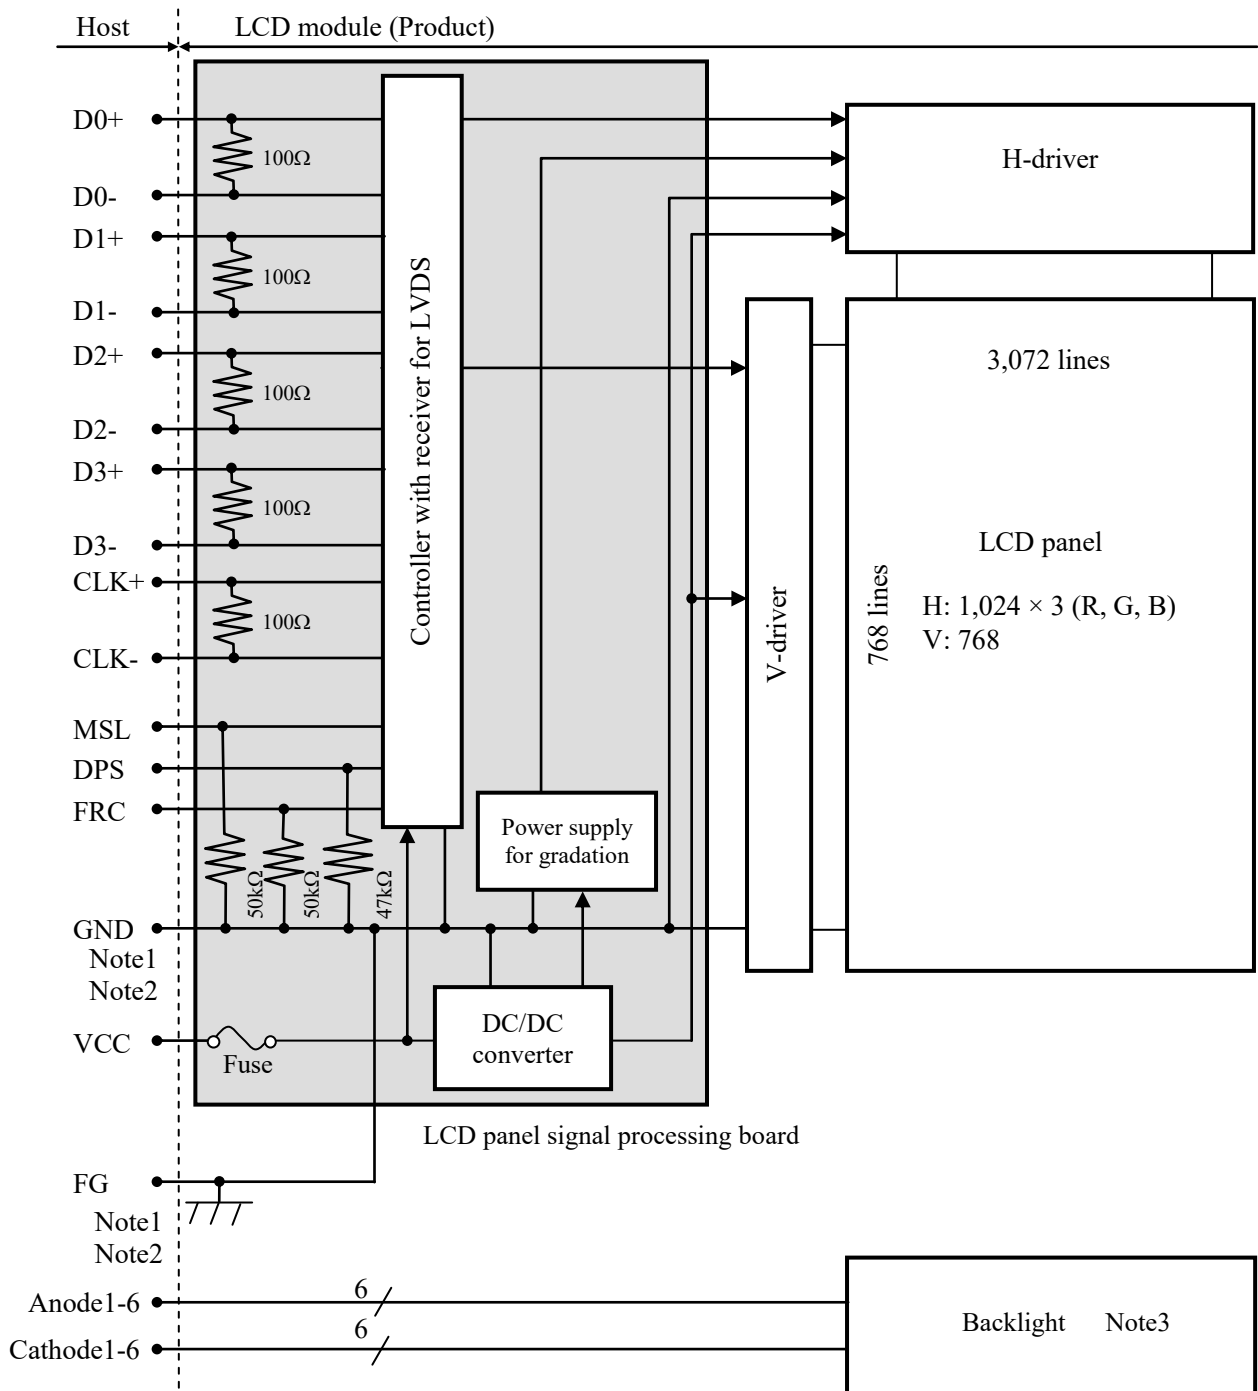 Host
LCD module (Product)
D0+
100Ω
D0-
D1+
100Ω
D1-
D2+
100Ω
D2-
D3+
100Ω
D3-
CLK+
100Ω
CLK-
MSL
DPS
FRC
50kΩ
50kΩ
47kΩ
GND
Note1
Note2
VCC
Fuse
Controller with receiver for LVDS
Power supply
for gradation
DC/DC
converter
LCD panel signal processing board
H-driver
V-driver
3,072 lines
768 lines
LCD panel
H: 1,024 × 3 (R, G, B)
V: 768
FG
Note1
Note2
Anode1-6
6
Cathode1-6
6
Backlight Note3